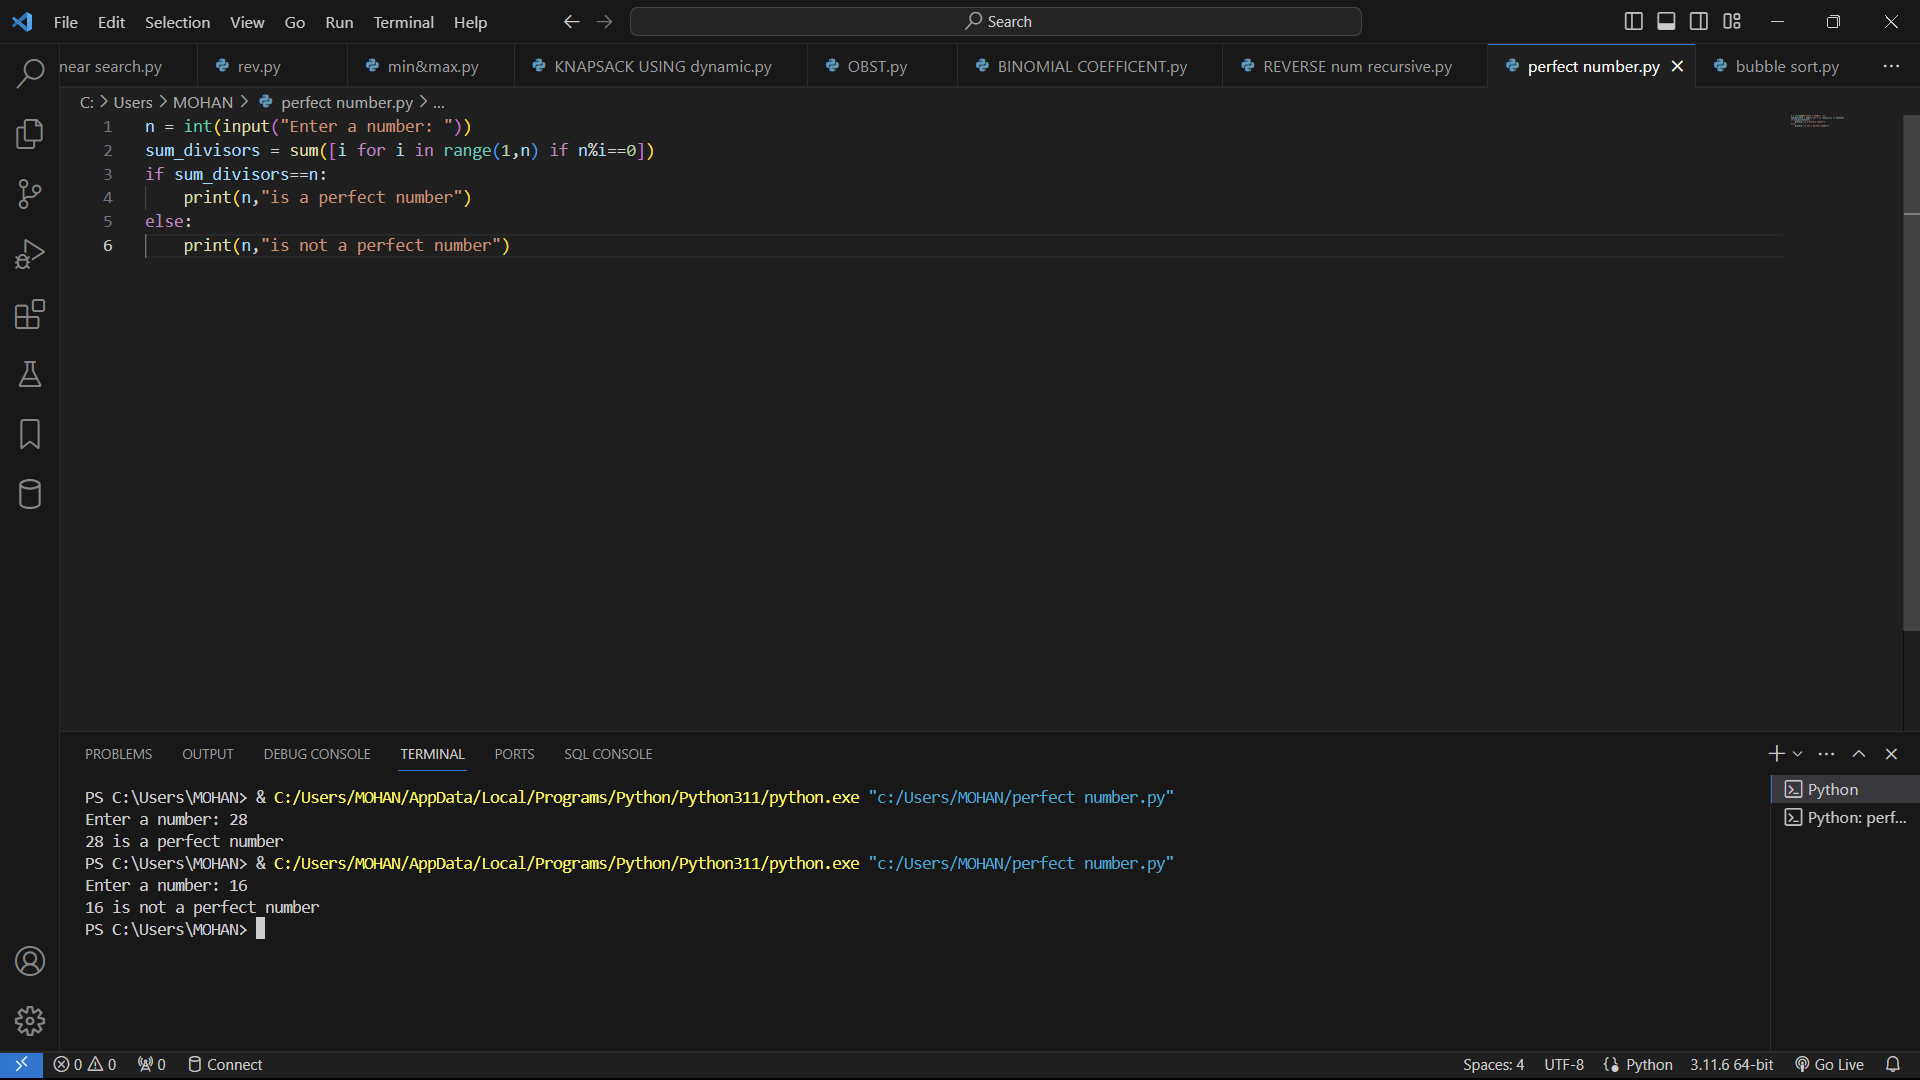 File Edit Selection View Go Run Terminal Help Search
near search.py rev.py min&max.py KNAPSACK USING dynamic.py OBST.py BINOMIAL COEFFICENT.py REVERSE num recursive.py perfect number.py bubble sort.py ...
C: > Users > MOHAN > perfect number.py > ...
1 n = int(input("Enter a number: "))
2 sum_divisors = sum([i for i in range(1,n) if n%i==0])
3 if sum_divisors==n:
4     print(n,"is a perfect number")
5 else:
6     print(n,"is not a perfect number")
PROBLEMS OUTPUT DEBUG CONSOLE TERMINAL PORTS SQL CONSOLE
PS C:\Users\MOHAN> & C:/Users/MOHAN/AppData/Local/Programs/Python/Python311/python.exe "c:/Users/MOHAN/perfect number.py"
Enter a number: 28
28 is a perfect number
PS C:\Users\MOHAN> & C:/Users/MOHAN/AppData/Local/Programs/Python/Python311/python.exe "c:/Users/MOHAN/perfect number.py"
Enter a number: 16
16 is not a perfect number
PS C:\Users\MOHAN>
Python
Python: perf...
0 0 0 Connect Spaces: 4 UTF-8 Python 3.11.6 64-bit Go Live